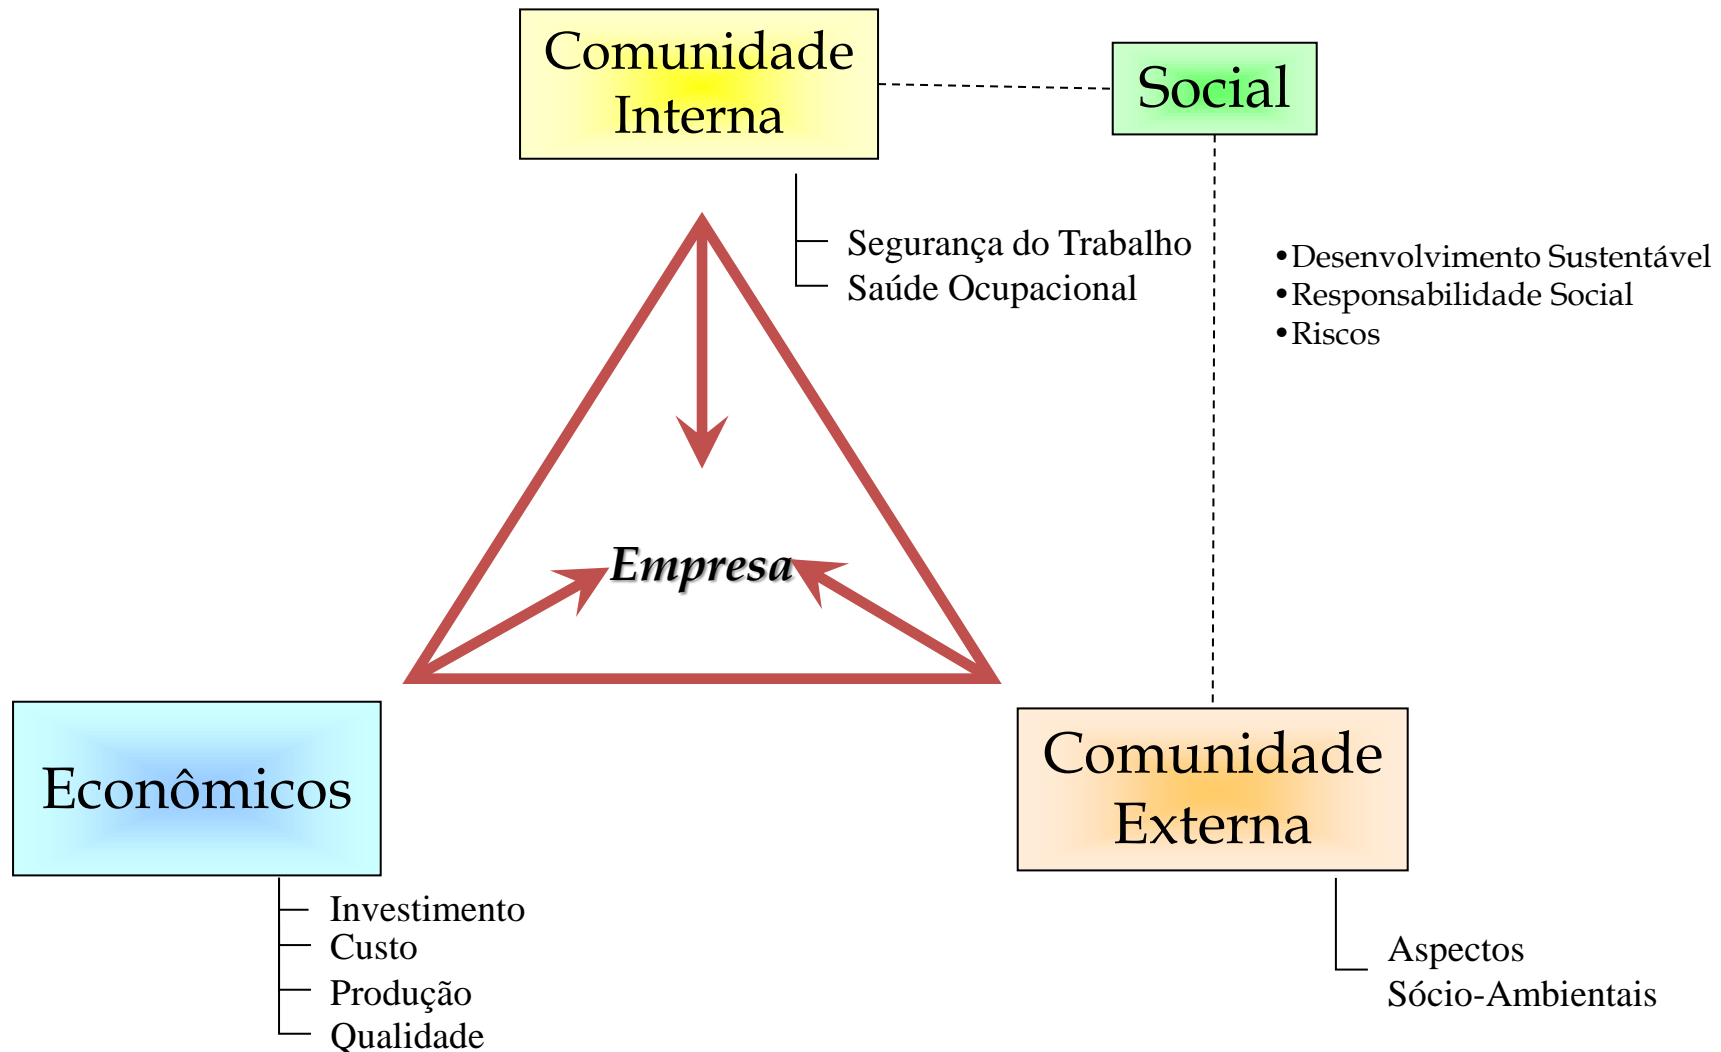 Comunidade
Interna
Social
Segurança do Trabalho
Saúde Ocupacional
•Desenvolvimento Sustentável
•Responsabilidade Social
•Riscos
Empresa
Econômicos
Comunidade
Externa
Investimento
Custo
Produção
Qualidade
Aspectos
Sócio-Ambientais